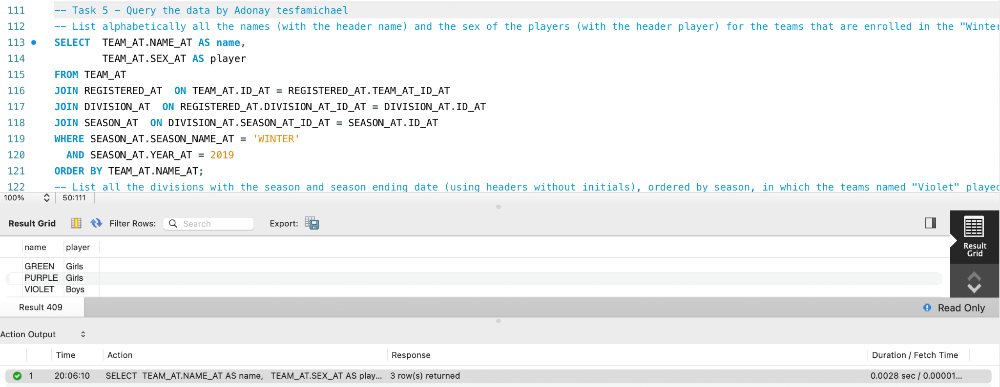 111 -- Task 5 - Query the data by Adonay tesfamichael
112 -- List alphabetically all the names (with the header name) and the sex of the players (with the header player) for the teams that are enrolled in the "Winter
113 SELECT TEAM_AT.NAME_AT AS name,
114 TEAM_AT.SEX_AT AS player
115 FROM TEAM_AT
116 JOIN REGISTERED_AT ON TEAM_AT.ID_AT = REGISTERED_AT.TEAM_AT_ID_AT
117 JOIN DIVISION_AT ON REGISTERED_AT.DIVISION_AT_ID_AT = DIVISION_AT.ID_AT
118 JOIN SEASON_AT ON DIVISION_AT.SEASON_AT_ID_AT = SEASON_AT.ID_AT
119 WHERE SEASON_AT.SEASON_NAME_AT = 'WINTER'
120 AND SEASON_AT.YEAR_AT = 2019
121 ORDER BY TEAM_AT.NAME_AT;
122 -- List all the divisions with the season and season ending date (using headers without initials), ordered by season, in which the teams named "Violet" played
100% 50:111
Result Grid Filter Rows: Search Export:
Result
Grid
name player
GREEN Girls
PURPLE Girls
VIOLET Boys
Result 409 Read Only
Action Output
Time Action Response Duration / Fetch Time
1 20:06:10 SELECT TEAM_AT.NAME_AT AS name, TEAM_AT.SEX_AT AS play... 3 row(s) returned 0.0028 sec / 0.00001...